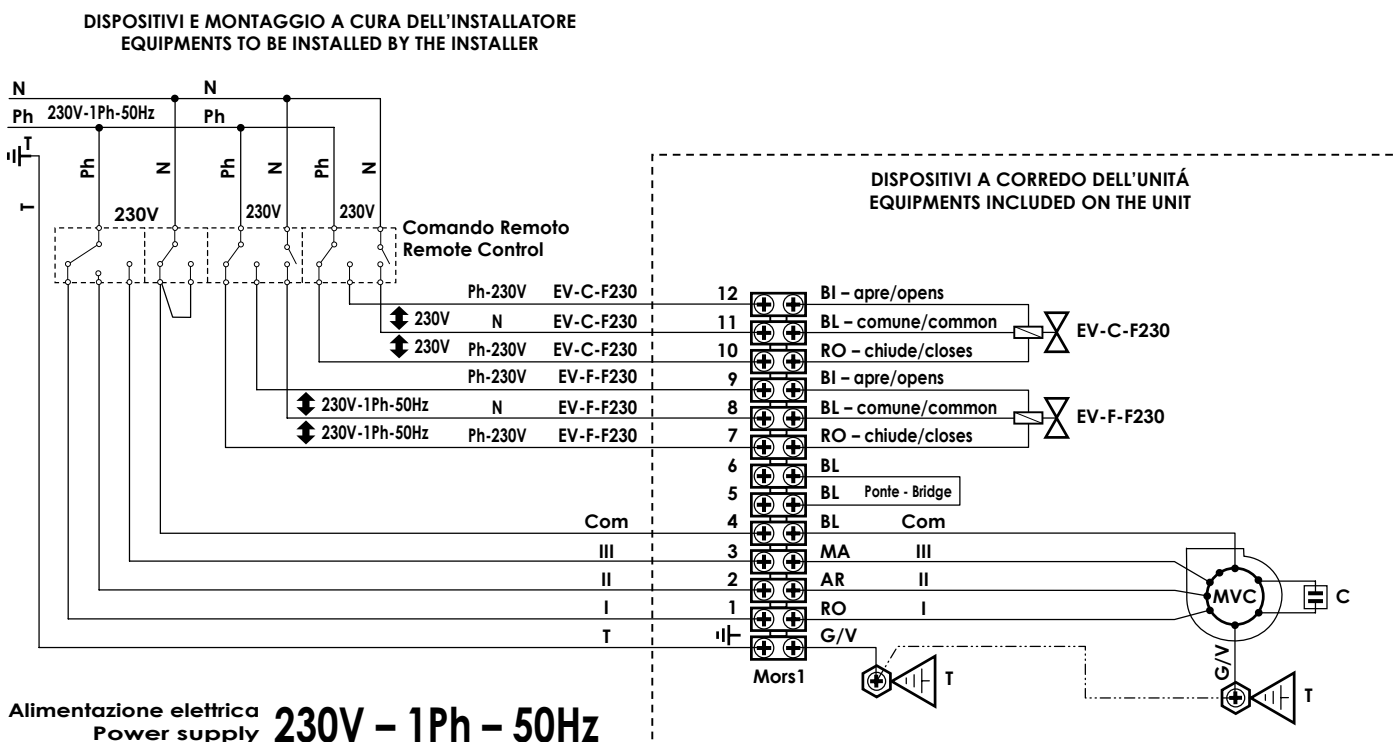 DISPOSITIVI E MONTAGGIO A CURA DELL'INSTALLATORE
EQUIPMENTS TO BE INSTALLED BY THE INSTALLER
N N
Ph 230V-1Ph-50Hz Ph
T
Ph N Ph N Ph N
T
230V 230V 230V
Comando Remoto
Remote Control
DISPOSITIVI A CORREDO DELL'UNITÁ
EQUIPMENTS INCLUDED ON THE UNIT
Ph-230V EV-C-F230 12 BI – apre/opens
230V N EV-C-F230 11 BL – comune/common EV-C-F230
230V Ph-230V EV-C-F230 10 RO – chiude/closes
Ph-230V EV-F-F230 9 BI – apre/opens
230V-1Ph-50Hz N EV-F-F230 8 BL – comune/common EV-F-F230
230V-1Ph-50Hz Ph-230V EV-F-F230 7 RO – chiude/closes
6 BL
5 BL Ponte - Bridge
Com 4 BL Com
III 3 MA III
II 2 AR II
I 1 RO I
MVC C
T G/V
G/V
Mors1
T
T
Alimentazione elettrica
Power supply
230V – 1Ph – 50Hz